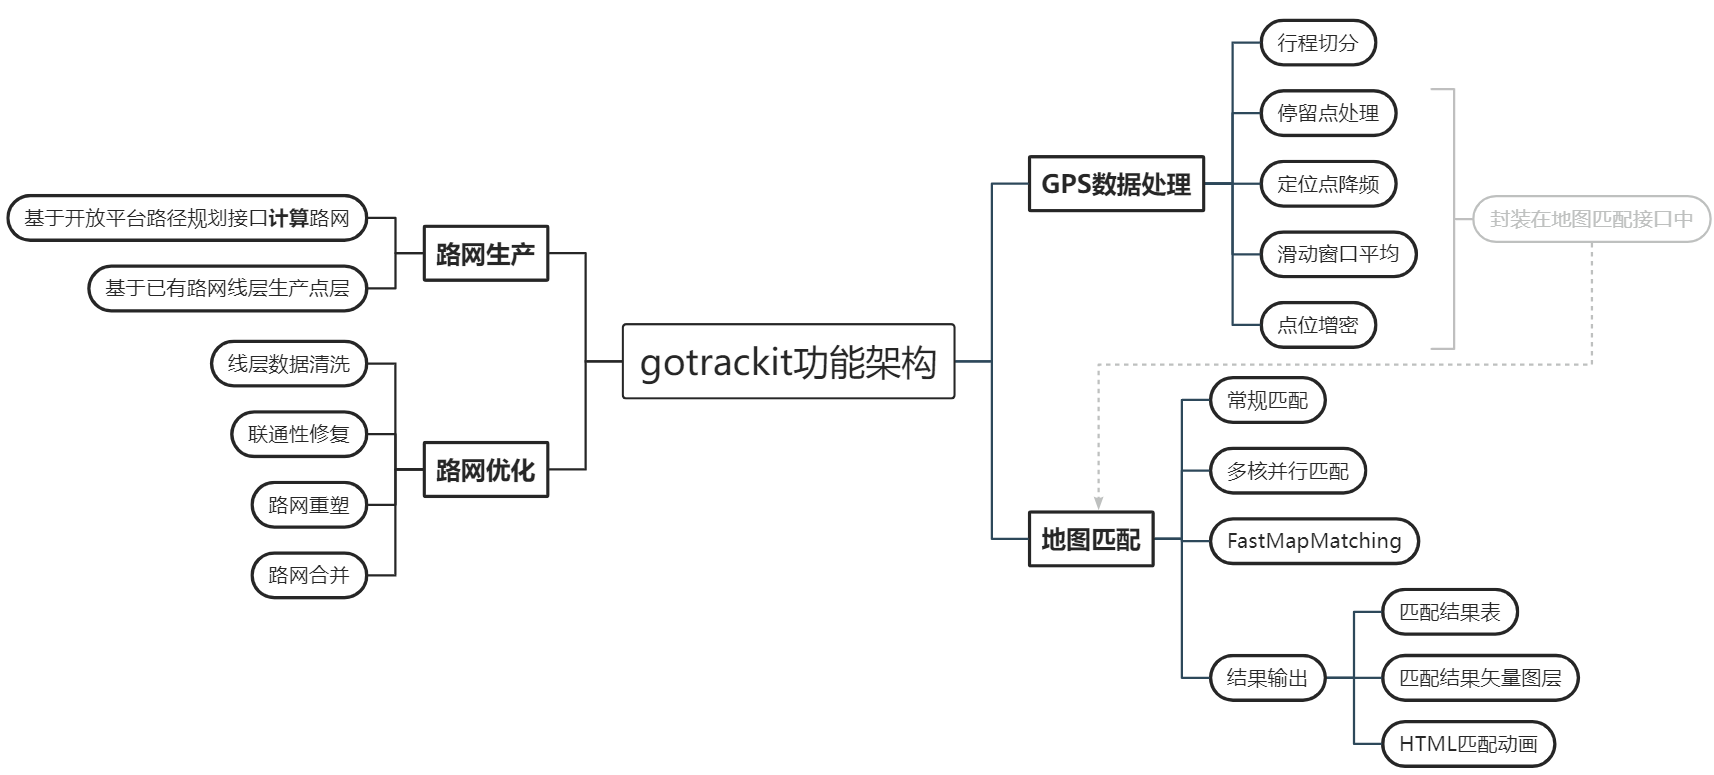 gotrackit功能架构
路网生产
基于开放平台路径规划接口计算路网
基于已有路网线层生产点层
路网优化
线层数据清洗
联通性修复
路网重塑
路网合并
GPS数据处理
行程切分
停留点处理
定位点降频
滑动窗口平均
点位增密
封装在地图匹配接口中
地图匹配
常规匹配
多核并行匹配
FastMapMatching
结果输出
匹配结果表
匹配结果矢量图层
HTML匹配动画